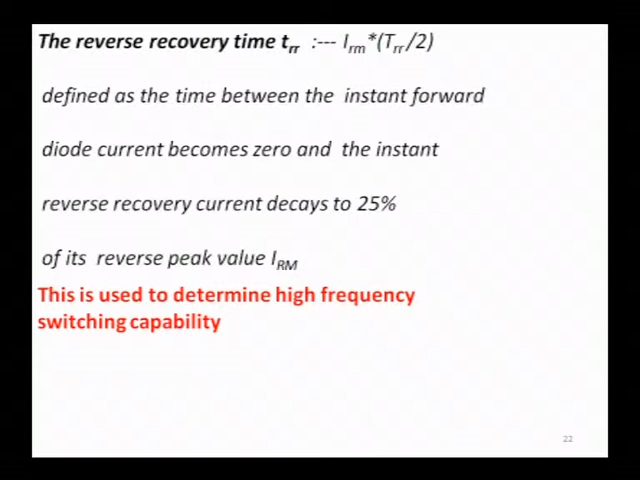 The reverse recovery time trr :--- Irm*(Trr/2)
defined as the time between the instant forward
diode current becomes zero and the instant
reverse recovery current decays to 25%
of its reverse peak value IRM
This is used to determine high frequency
switching capability
22